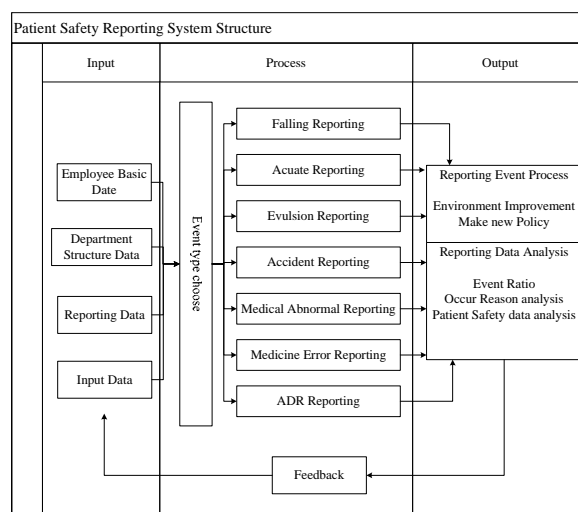 Patient Safety Reporting System Structure
Input
Process
Output
Employee Basic
Date
Department
Structure Data
Reporting Data
Input Data
Event type choose
Falling Reporting
Acuate Reporting
Evulsion Reporting
Accident Reporting
Medical Abnormal Reporting
Medicine Error Reporting
ADR Reporting
Reporting Event Process
Environment Improvement
Make new Policy
Reporting Data Analysis
Event Ratio
Occur Reason analysis
Patient Safety data analysis
Feedback